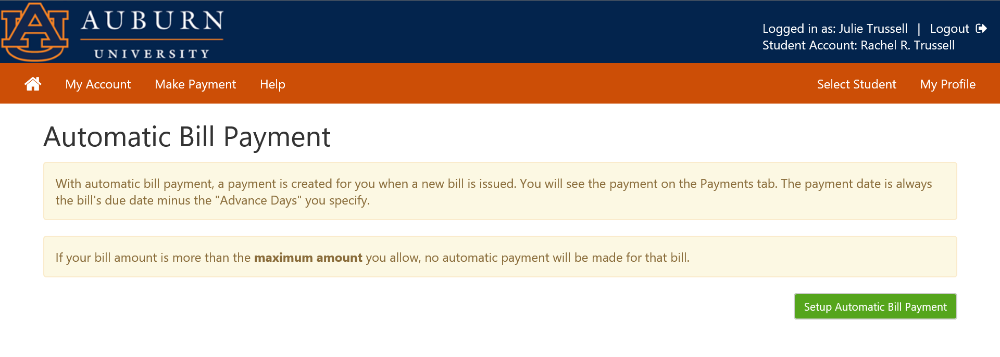 AUBURN
UNIVERSITY
Logged in as: Julie Trussell | Logout
Student Account: Rachel R. Trussell
My Account Make Payment Help Select Student My Profile
Automatic Bill Payment
With automatic bill payment, a payment is created for you when a new bill is issued. You will see the payment on the Payments tab. The payment date is always
the bill's due date minus the "Advance Days" you specify.
If your bill amount is more than the maximum amount you allow, no automatic payment will be made for that bill.
Setup Automatic Bill Payment